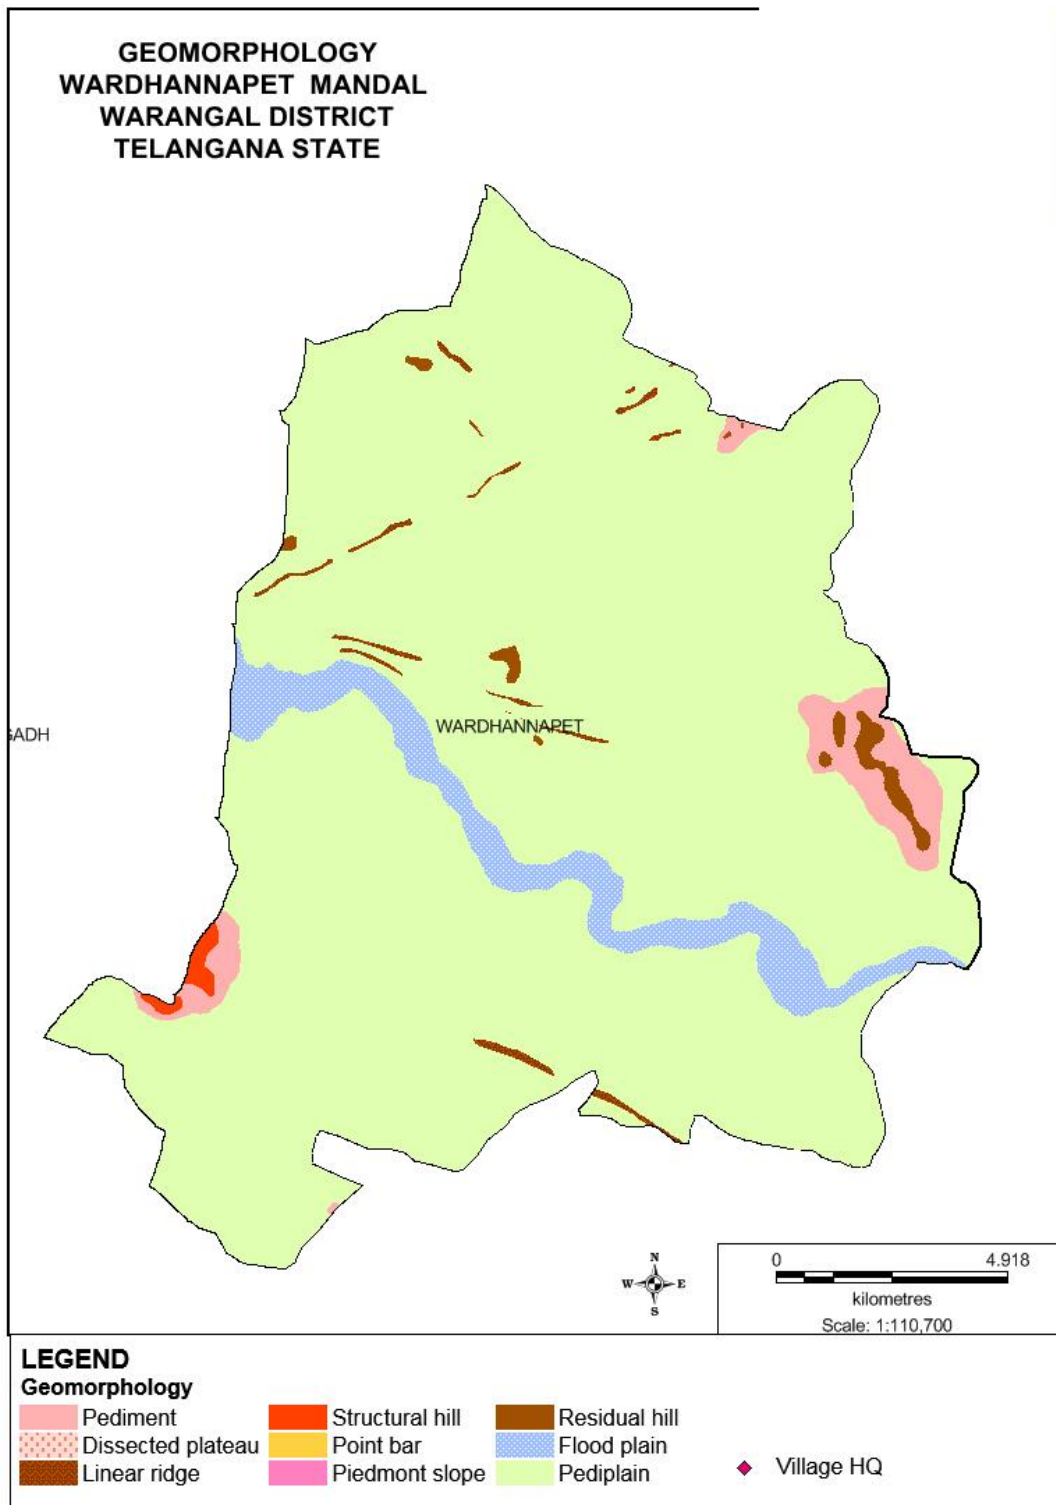 GEOMORPHOLOGY
WARDHANNAPET MANDAL
WARANGAL DISTRICT
TELANGANA STATE
GADH
WARDHANNAPET
N
W E
S
0 4.918
kilometres
Scale: 1:110,700
LEGEND
Geomorphology
Pediment
Structural hill
Residual hill
Dissected plateau
Point bar
Flood plain
Linear ridge
Piedmont slope
Pediplain
Village HQ